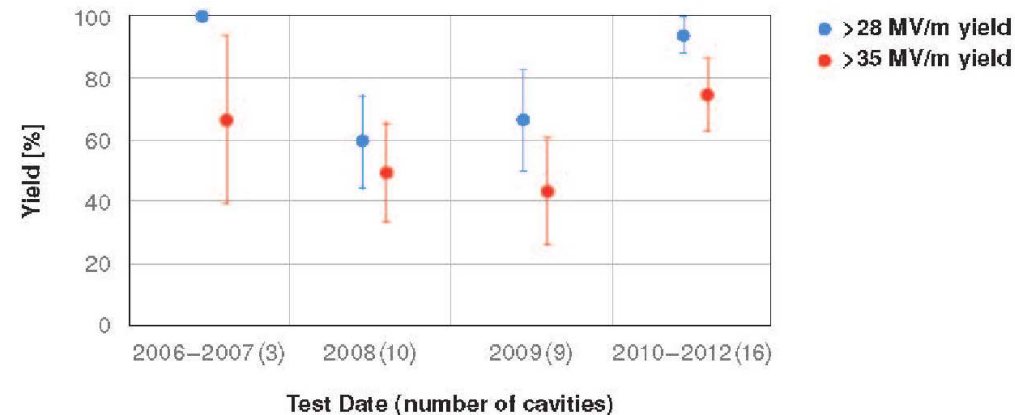 100
80
60
40
20
0
Yield [%]
2006–2007(3) 2008(10) 2009(9) 2010–2012(16)
Test Date (number of cavities)
>28 MV/m yield
>35 MV/m yield